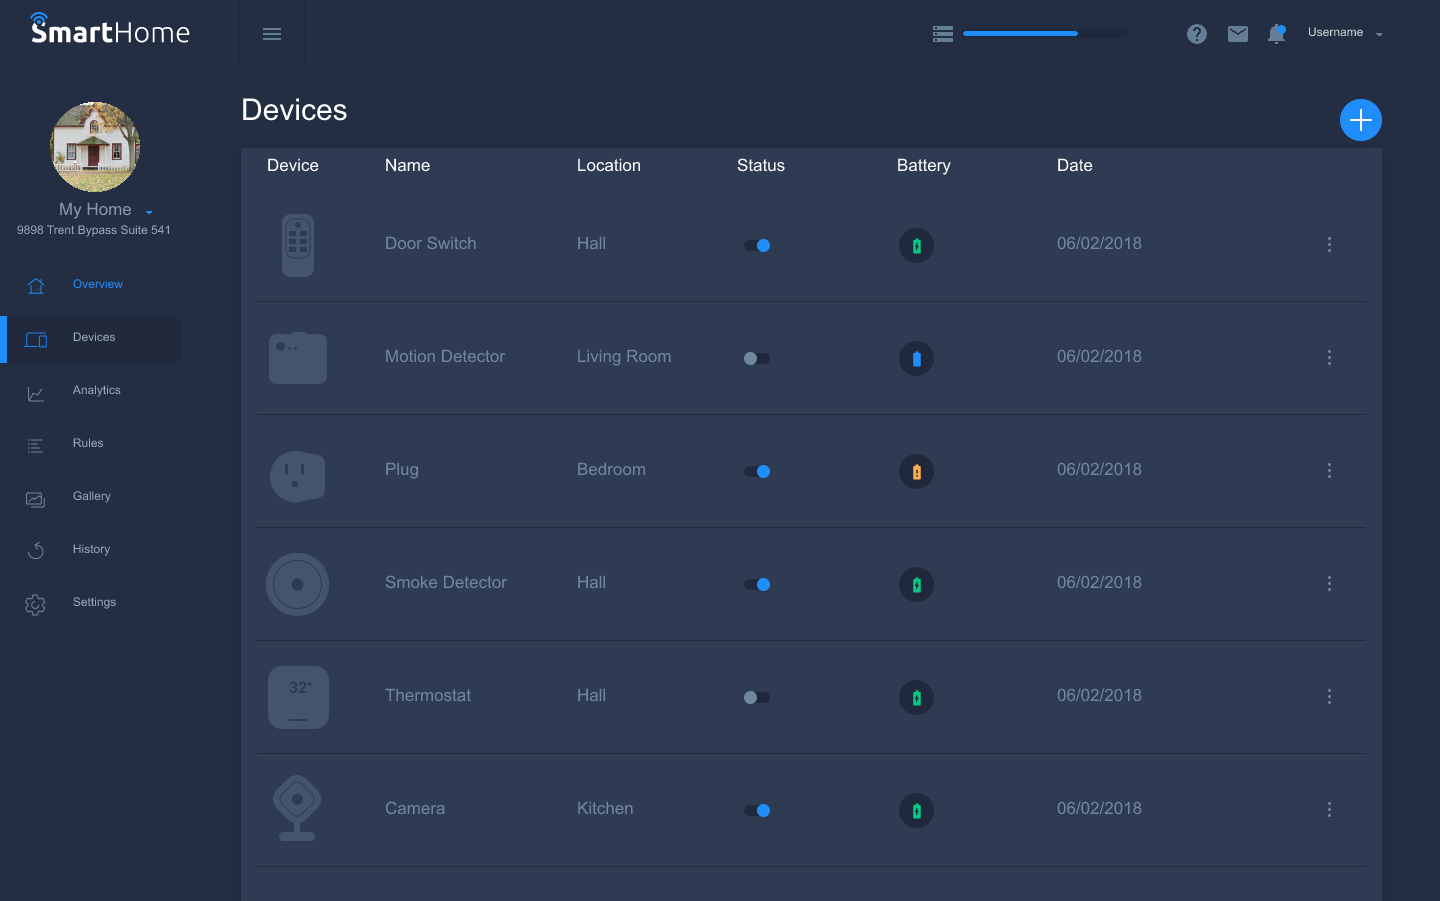 SmartHome
Username
My Home
9898 Trent Bypass Suite 541
Overview
Devices
Analytics
Rules
Gallery
History
Settings
Devices
Device Name Location Status Battery Date
Door Switch Hall 06/02/2018
Motion Detector Living Room 06/02/2018
Plug Bedroom 06/02/2018
Smoke Detector Hall 06/02/2018
32°
Thermostat Hall 06/02/2018
Camera Kitchen 06/02/2018